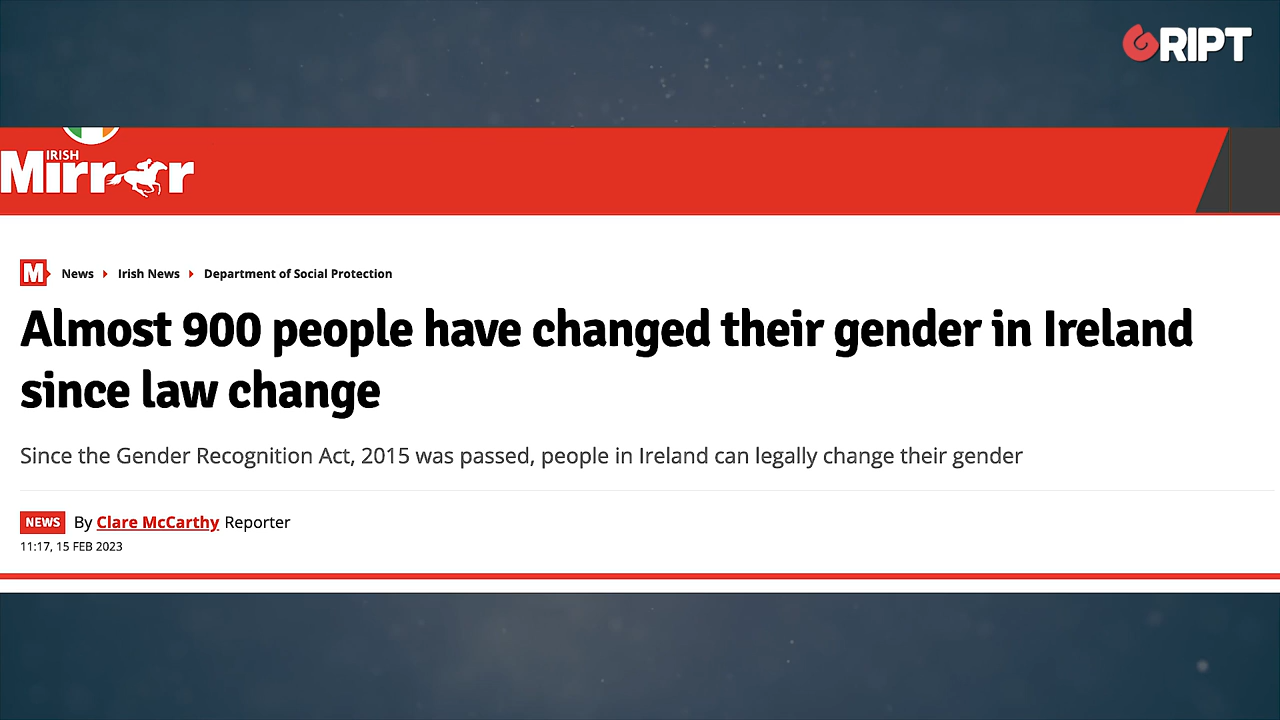 GRIPT
IRISH
Mirror
M News Irish News Department of Social Protection
Almost 900 people have changed their gender in Ireland
since law change
Since the Gender Recognition Act, 2015 was passed, people in Ireland can legally change their gender
NEWS By Clare McCarthy Reporter
11:17, 15 FEB 2023